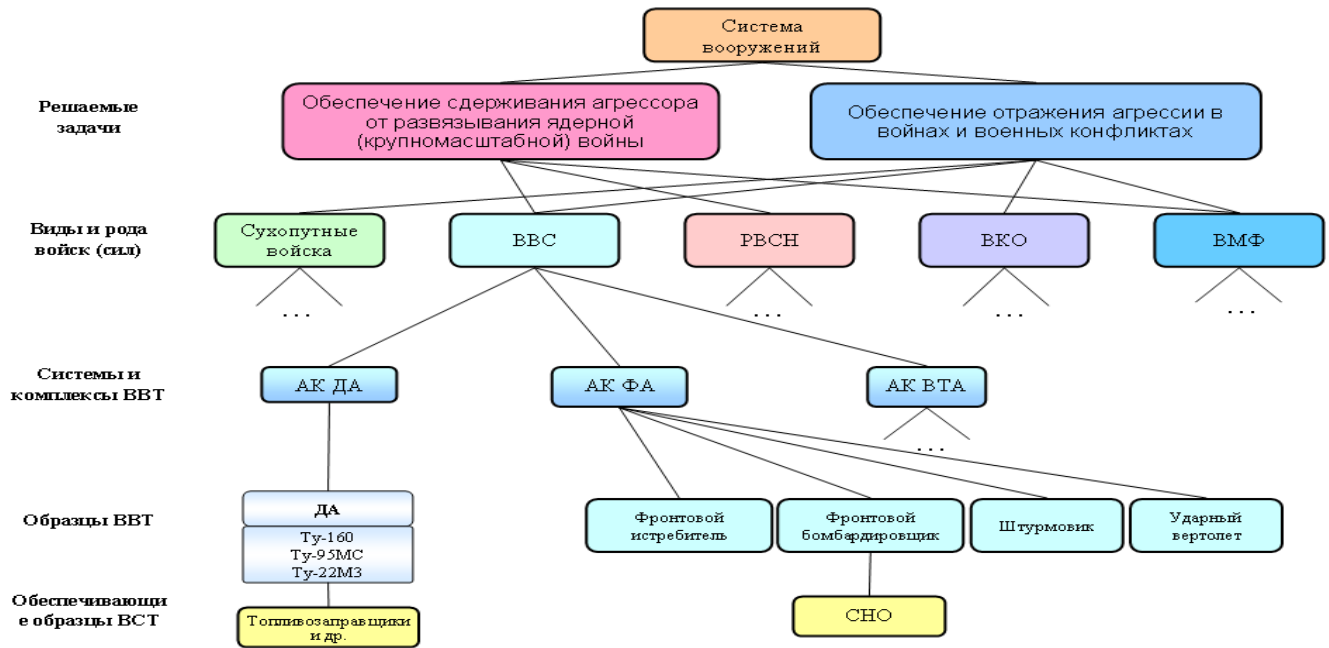 Система
вооружений
Решаемые
задачи
Обеспечение сдерживания агрессора
от развязывания ядерной
(крупномасштабной) войны
Обеспечение отражения агрессии в
войнах и военных конфликтах
Виды и рода
войск (сил)
Сухопутные
войска
ВВС
РВСН
ВКО
ВМФ
. . .
. . .
. . .
. . .
Системы и
комплексы ВВТ
АК ДА
АК ФА
АК ВТА
. . .
Образцы ВВТ
ДА
Ту-160
Ту-95МС
Ту-22М3
Фронтовой
истребитель
Фронтовой
бомбардировщик
Штурмовик
Ударный
вертолет
Обеспечивающи
е образцы ВСТ
Топливозаправщики
и др.
СНО